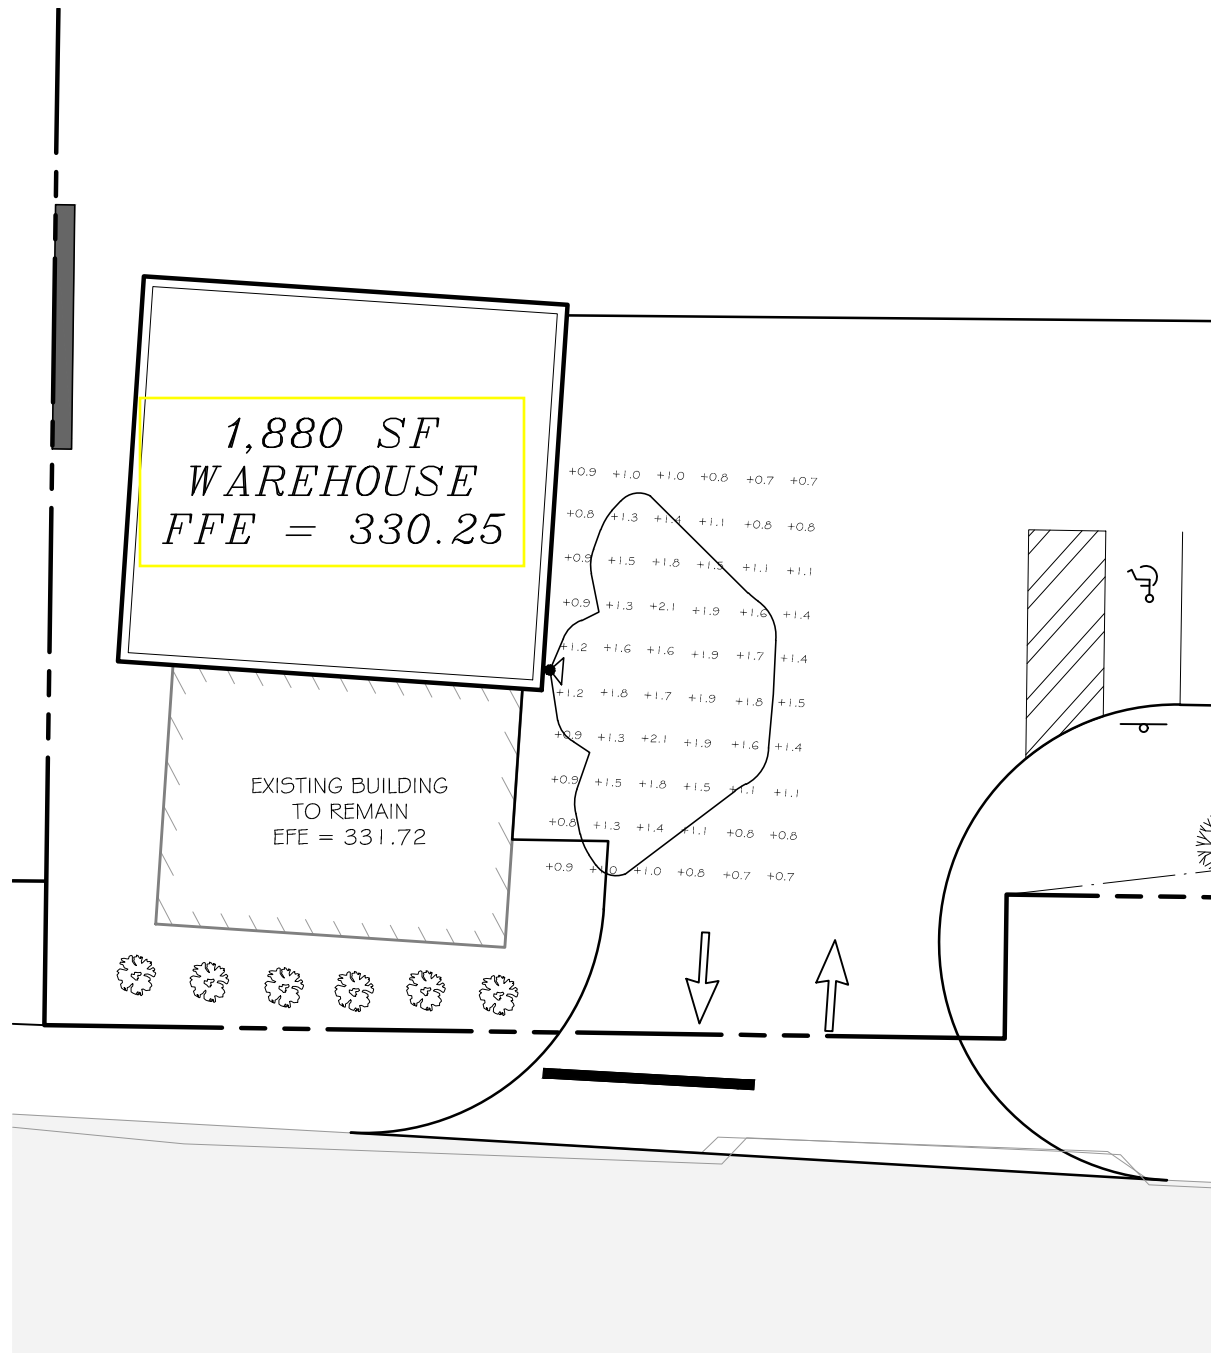 1,880 SF
WAREHOUSE
FFE = 330.25
+0.9 +1.0 +1.0 +0.8 +0.7 +0.7
+0.8 +1.3 +1.4 +1.1 +0.8 +0.8
+0.9 +1.5 +1.8 +1.5 +1.1 +1.1
+0.9 +1.3 +2.1 +1.9 +1.6 +1.4
+1.2 +1.6 +1.6 +1.9 +1.7 +1.4
+1.2 +1.8 +1.7 +1.9 +1.8 +1.5
+0.9 +1.3 +2.1 +1.9 +1.6 +1.4
+0.9 +1.5 +1.8 +1.5 +1.1 +1.1
+0.8 +1.3 +1.4 +1.1 +0.8 +0.8
+0.9 +1.0 +1.0 +0.8 +0.7 +0.7
EXISTING BUILDING
TO REMAIN
EFE = 331.72